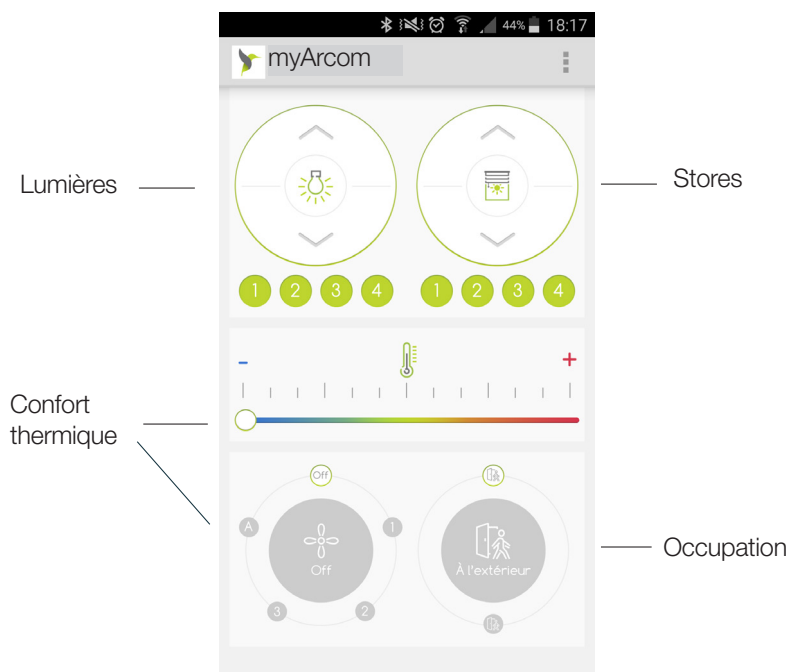 44% 18:17
myArcom
Lumières
Stores
1 2 3 4 1 2 3 4
- +
Confort
thermique
Off
A 1
Off
À l'extérieur
Occupation
3 2